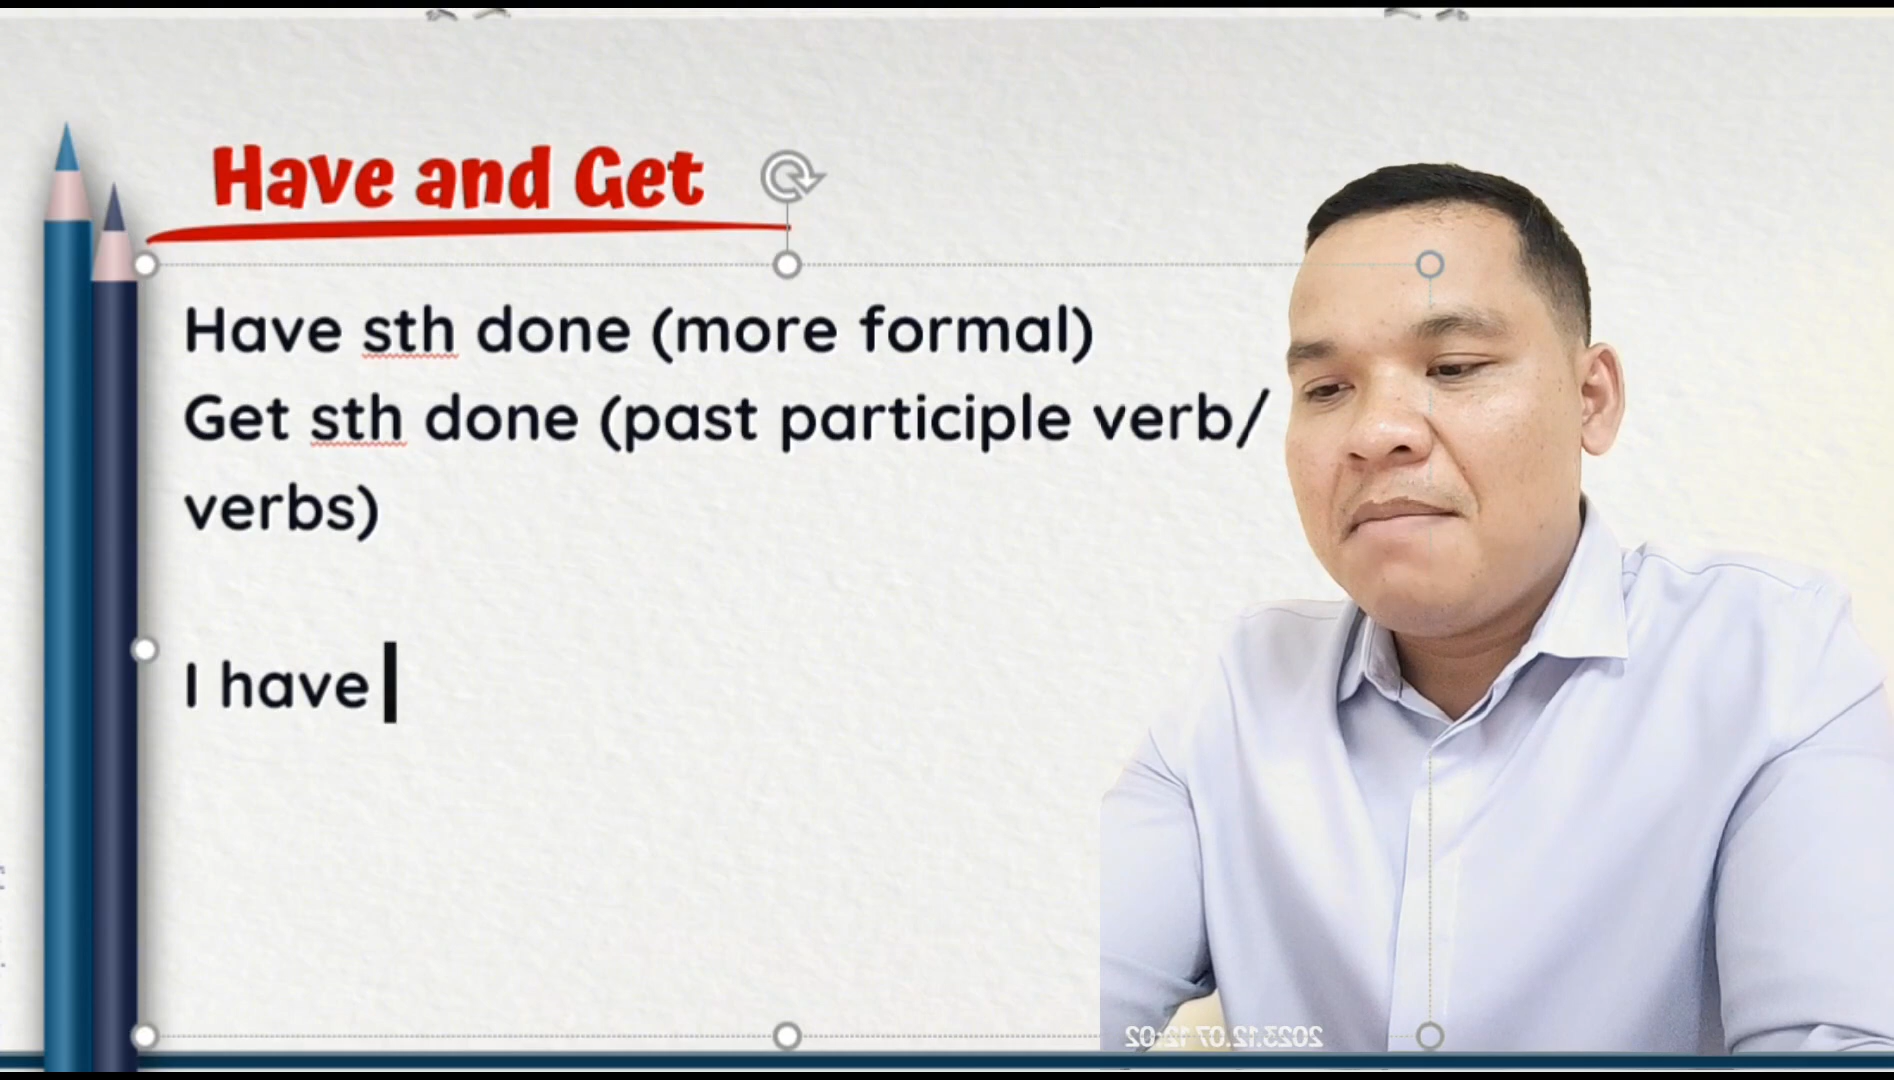 Have and Get
Have sth done (more formal)
Get sth done (past participle verb/
verbs)
I have
2023.12.07 12:02